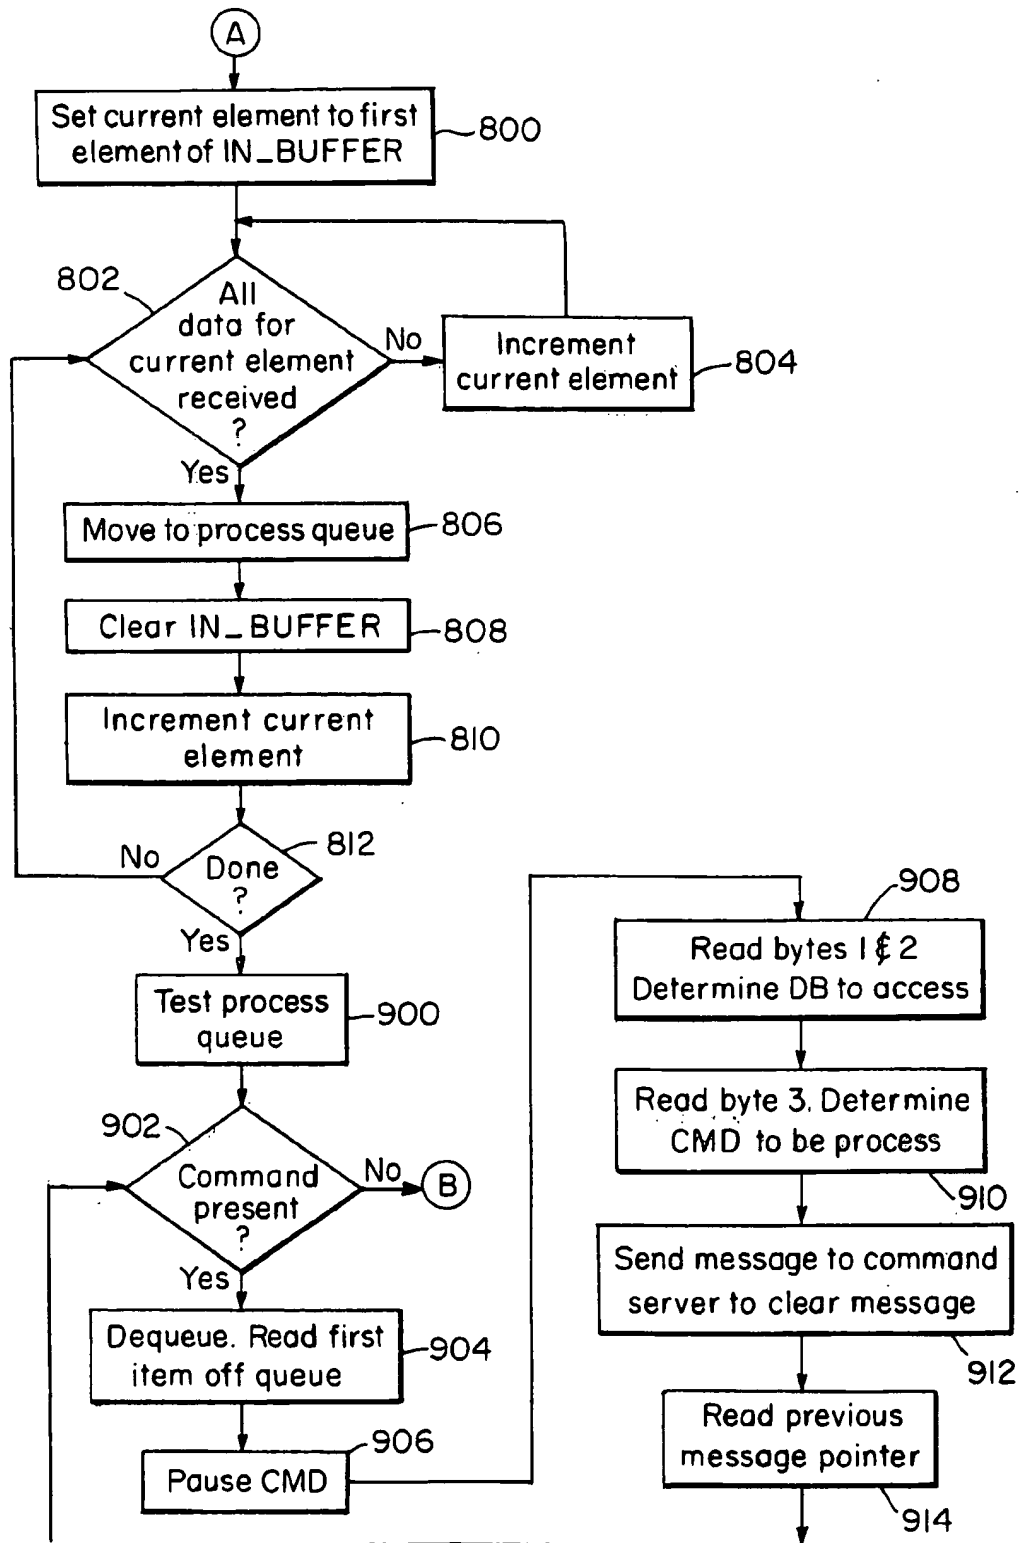 A
Set current element to first
element of IN_BUFFER
800
802
All
data for
current element
received
?
No
Increment
current element
804
Yes
Move to process queue
806
Clear IN_BUFFER
808
Increment current
element
810
812
No
Done
?
Yes
Test process
queue
900
902
Command
present
?
No
B
Yes
Dequeue. Read first
item off queue
904
906
Pause CMD
908
Read bytes 1 & 2
Determine DB to access
Read byte 3. Determine
CMD to be process
910
Send message to command
server to clear message
912
Read previous
message pointer
914